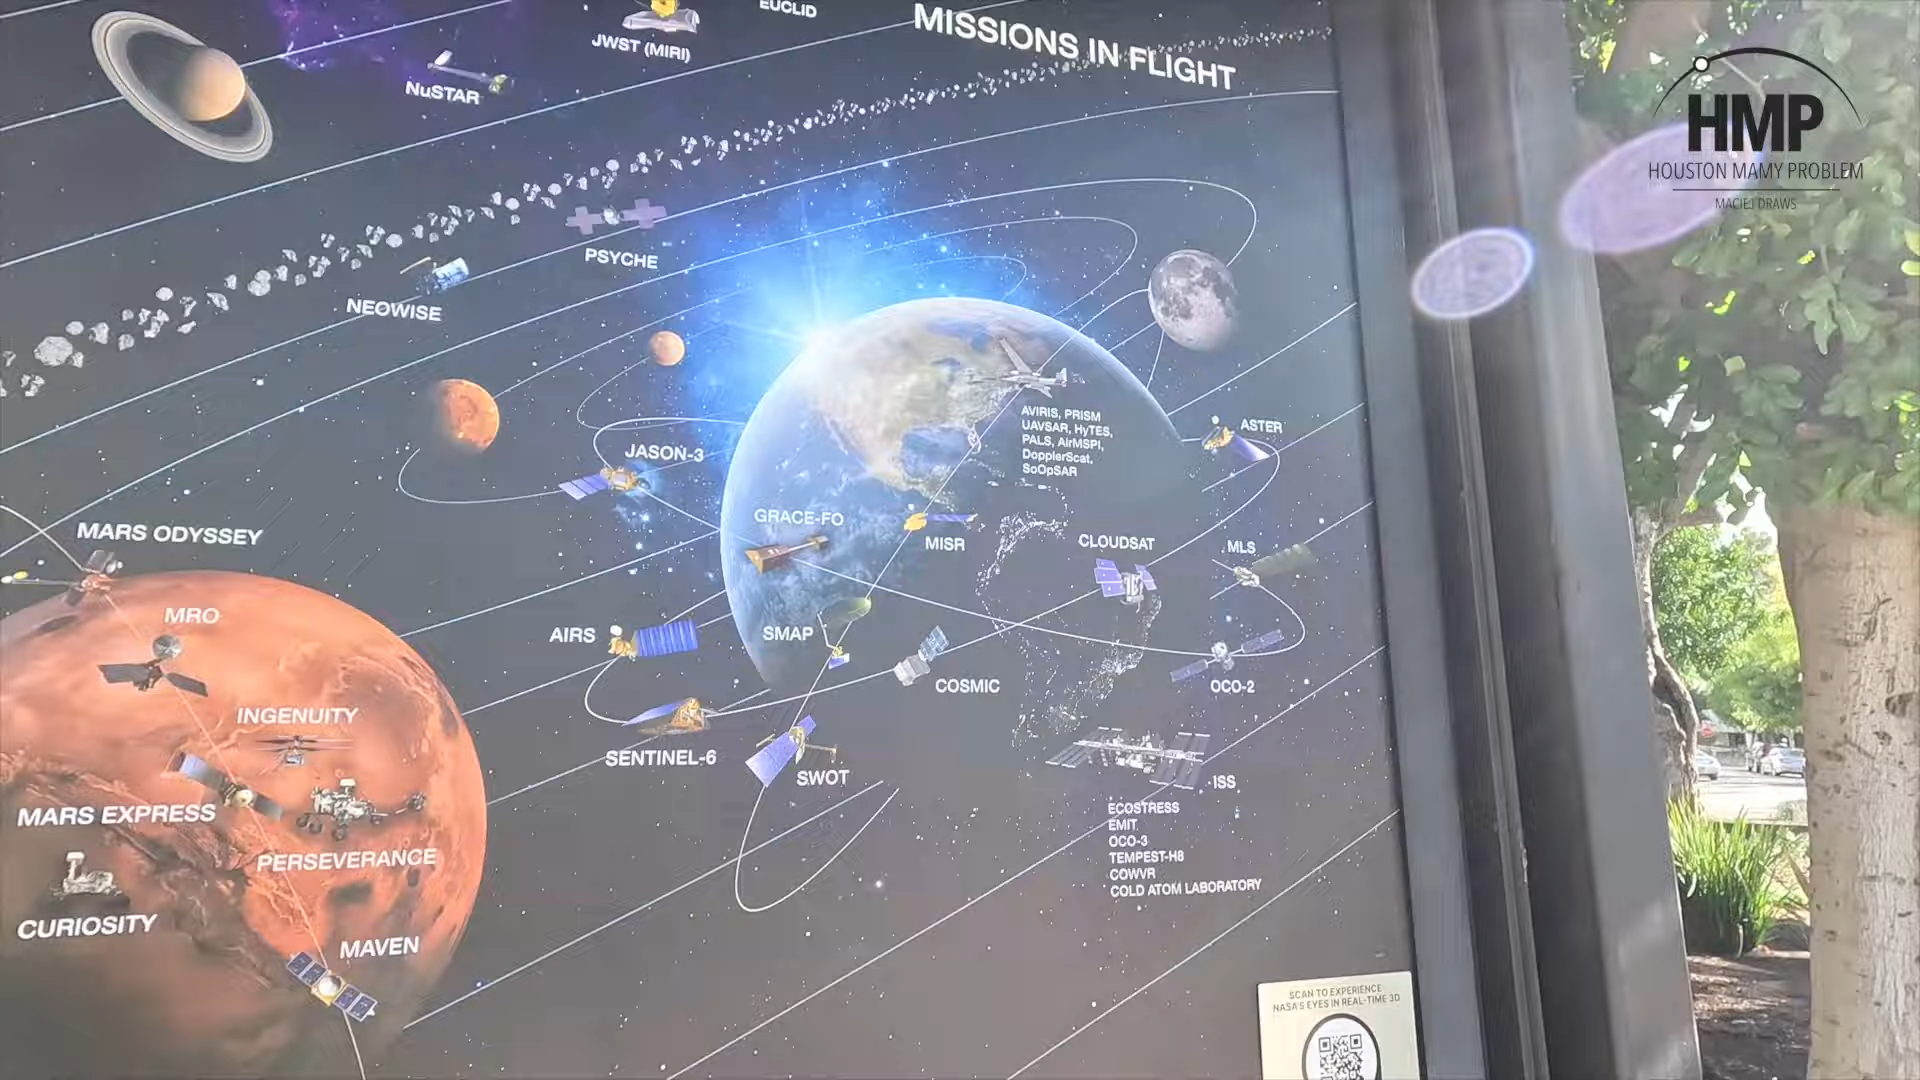 EUCLID
MISSIONS IN FLIGHT
JWST (MIRI)
NuSTAR
HMP
HOUSTON MAMY PROBLEM
MACIEJ DRAWS
PSYCHE
NEOWISE
AVIRIS, PRISM
UAVSAR, HyTES,
PALS, AirMSPI,
DopplerScat,
SoOpSAR
ASTER
JASON-3
GRACE-FO
MISR
CLOUDSAT
MLS
MARS ODYSSEY
MRO
AIRS
SMAP
COSMIC
OCO-2
INGENUITY
SENTINEL-6
SWOT
ISS
MARS EXPRESS
PERSEVERANCE
ECOSTRESS
EMIT
OCO-3
TEMPEST-H8
COWVR
COLD ATOM LABORATORY
CURIOSITY
MAVEN
SCAN TO EXPERIENCE
NASA'S EYES IN REAL-TIME 3D